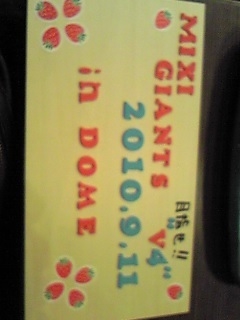 MIXI
目指せ!!
GIANTS "V4"
2010.9.11
in DOME